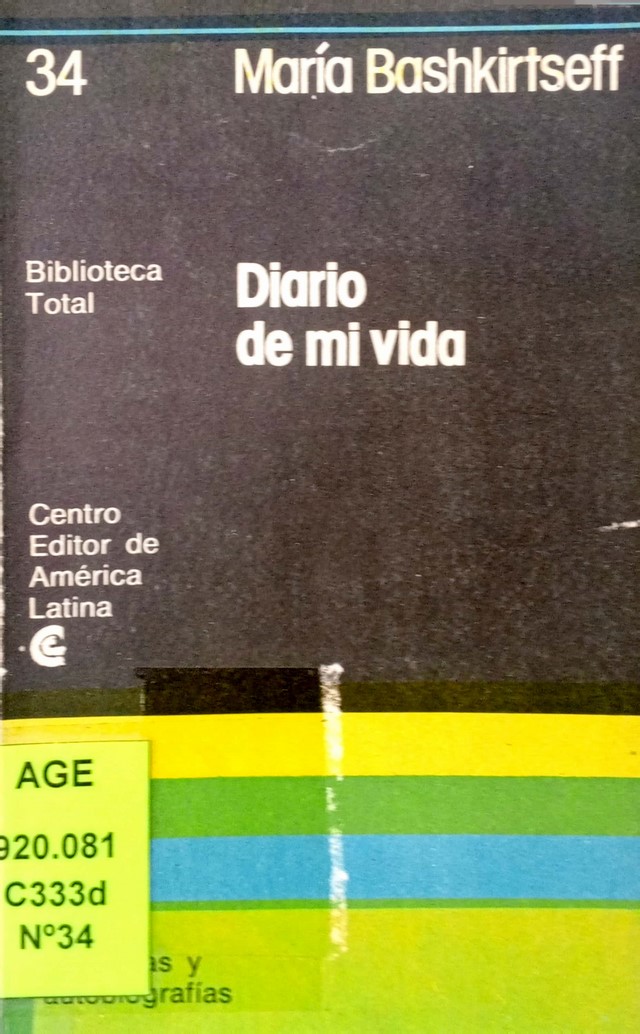 34
María Bashkirtseff
Biblioteca
Total
Diario
de mi vida
Centro
Editor de
América
Latina
AGE
920.081
C333d
Nº34
y
autobiografías